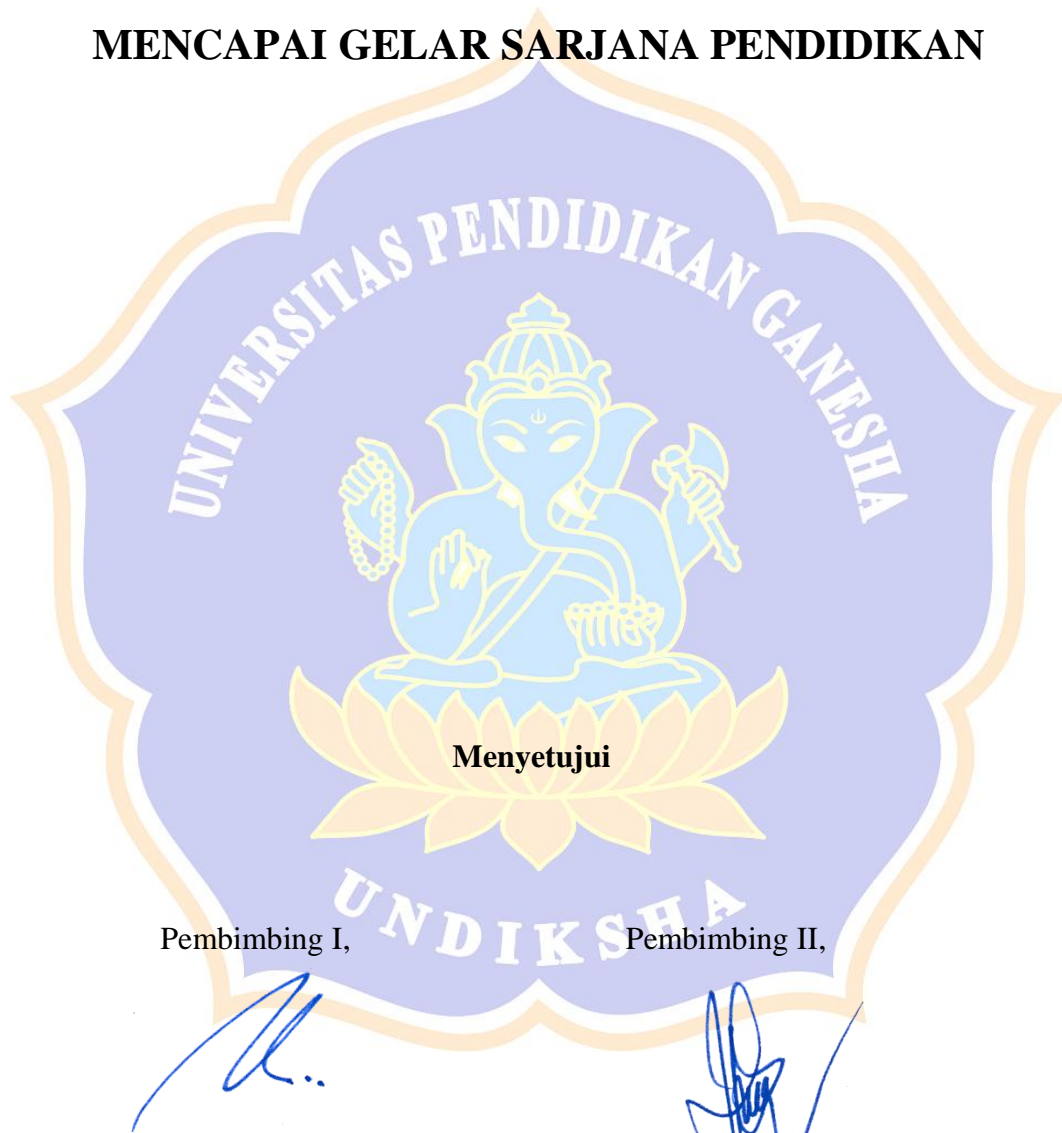 MENCAPAI GELAR SARJANA PENDIDIKAN
UNIVERSITAS PENDIDIKAN GANESHA
Menyetujui
UNDIKSHA
Pembimbing I, Pembimbing II,